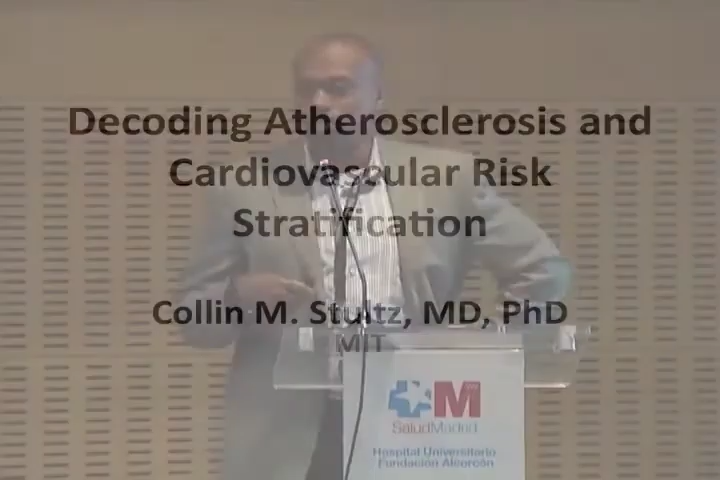 Decoding Atherosclerosis and
Cardiovascular Risk
Stratification
Collin M. Stultz, MD, PhD
MIT
M
SaludMadrid
Hospital Universitario
Fundación Alcorcón